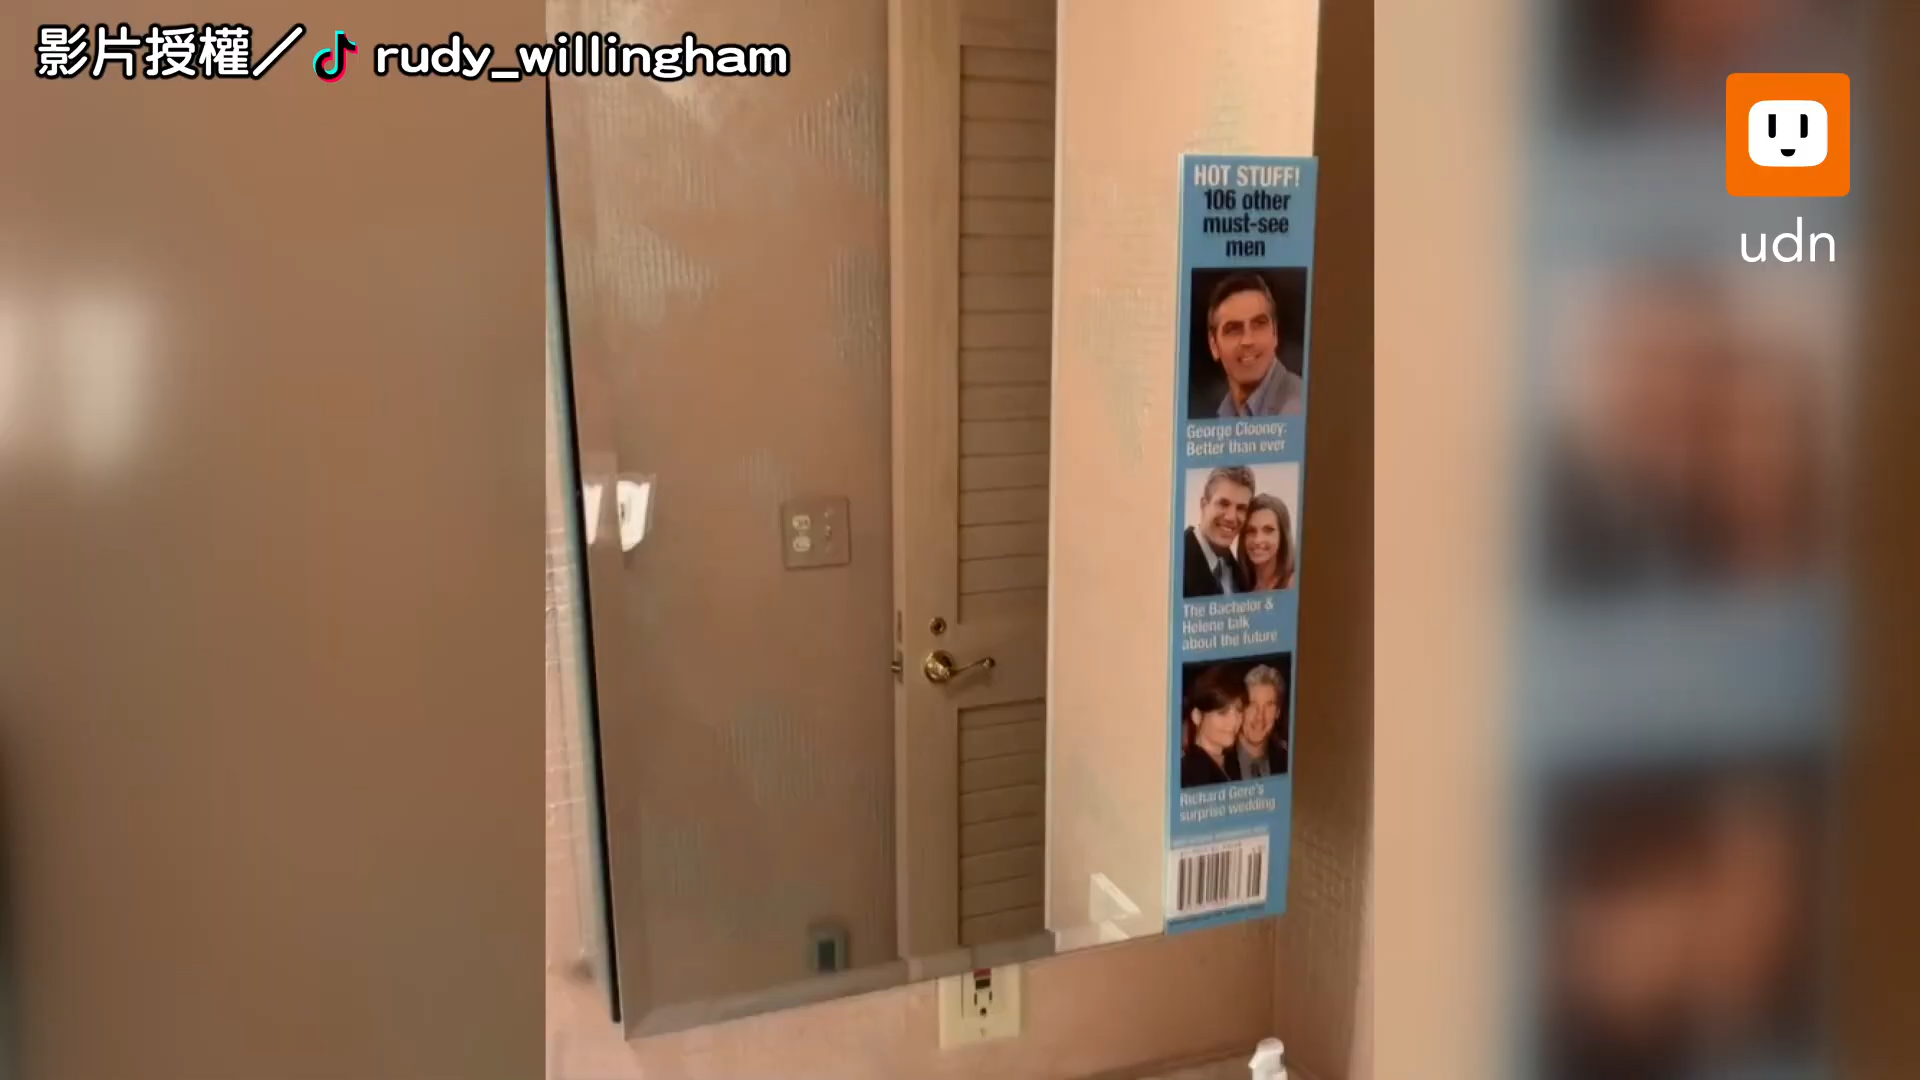 影片授權／ rudy_willingham
udn
HOT STUFF!
106 other
must-see
men
George Clooney:
Better than ever
The Bachelor &
Helene talk
about the future
Richard Gere's
surprise wedding